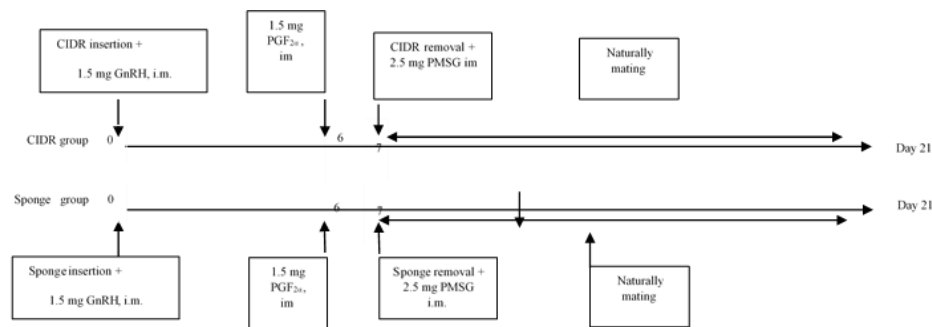 1.5 mg
PGF2α,
im
CIDR insertion +
1.5 mg GnRH, i.m.
CIDR removal +
2.5 mg PMSG im
Naturally
mating
CIDR group 0 6 7 Day 21
Sponge group 0 6 7 Day 21
Sponge insertion +
1.5 mg GnRH, i.m.
1.5 mg
PGF2α,
im
Sponge removal +
2.5 mg PMSG
i.m.
Naturally
mating